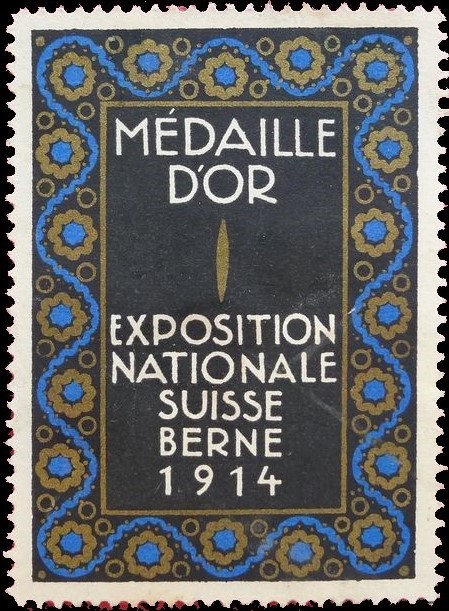 MÉDAILLE
D'OR
EXPOSITION
NATIONALE
SUISSE
BERNE
1914